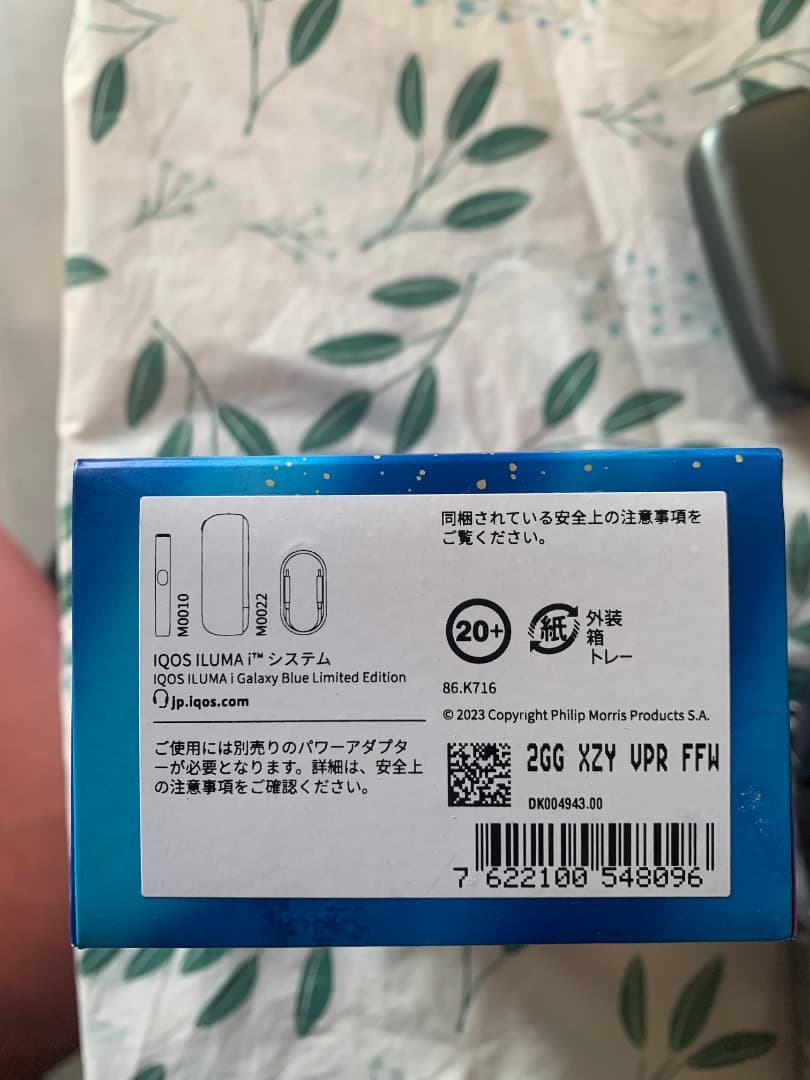 M0010
M0022
IQOS ILUMA i™ システム
IQOS ILUMA i Galaxy Blue Limited Edition
jp.iqos.com
ご使用には別売りのパワーアダプタ
ーが必要となります。詳細は、安全上
の注意事項をご確認ください。
同梱されている安全上の注意事項を
ご覧ください。
20+
紙
外装
箱
トレー
86.K716
© 2023 Copyright Philip Morris Products S.A.
2GG XZY VPR FFW
DK004943.00
7 622100 548096